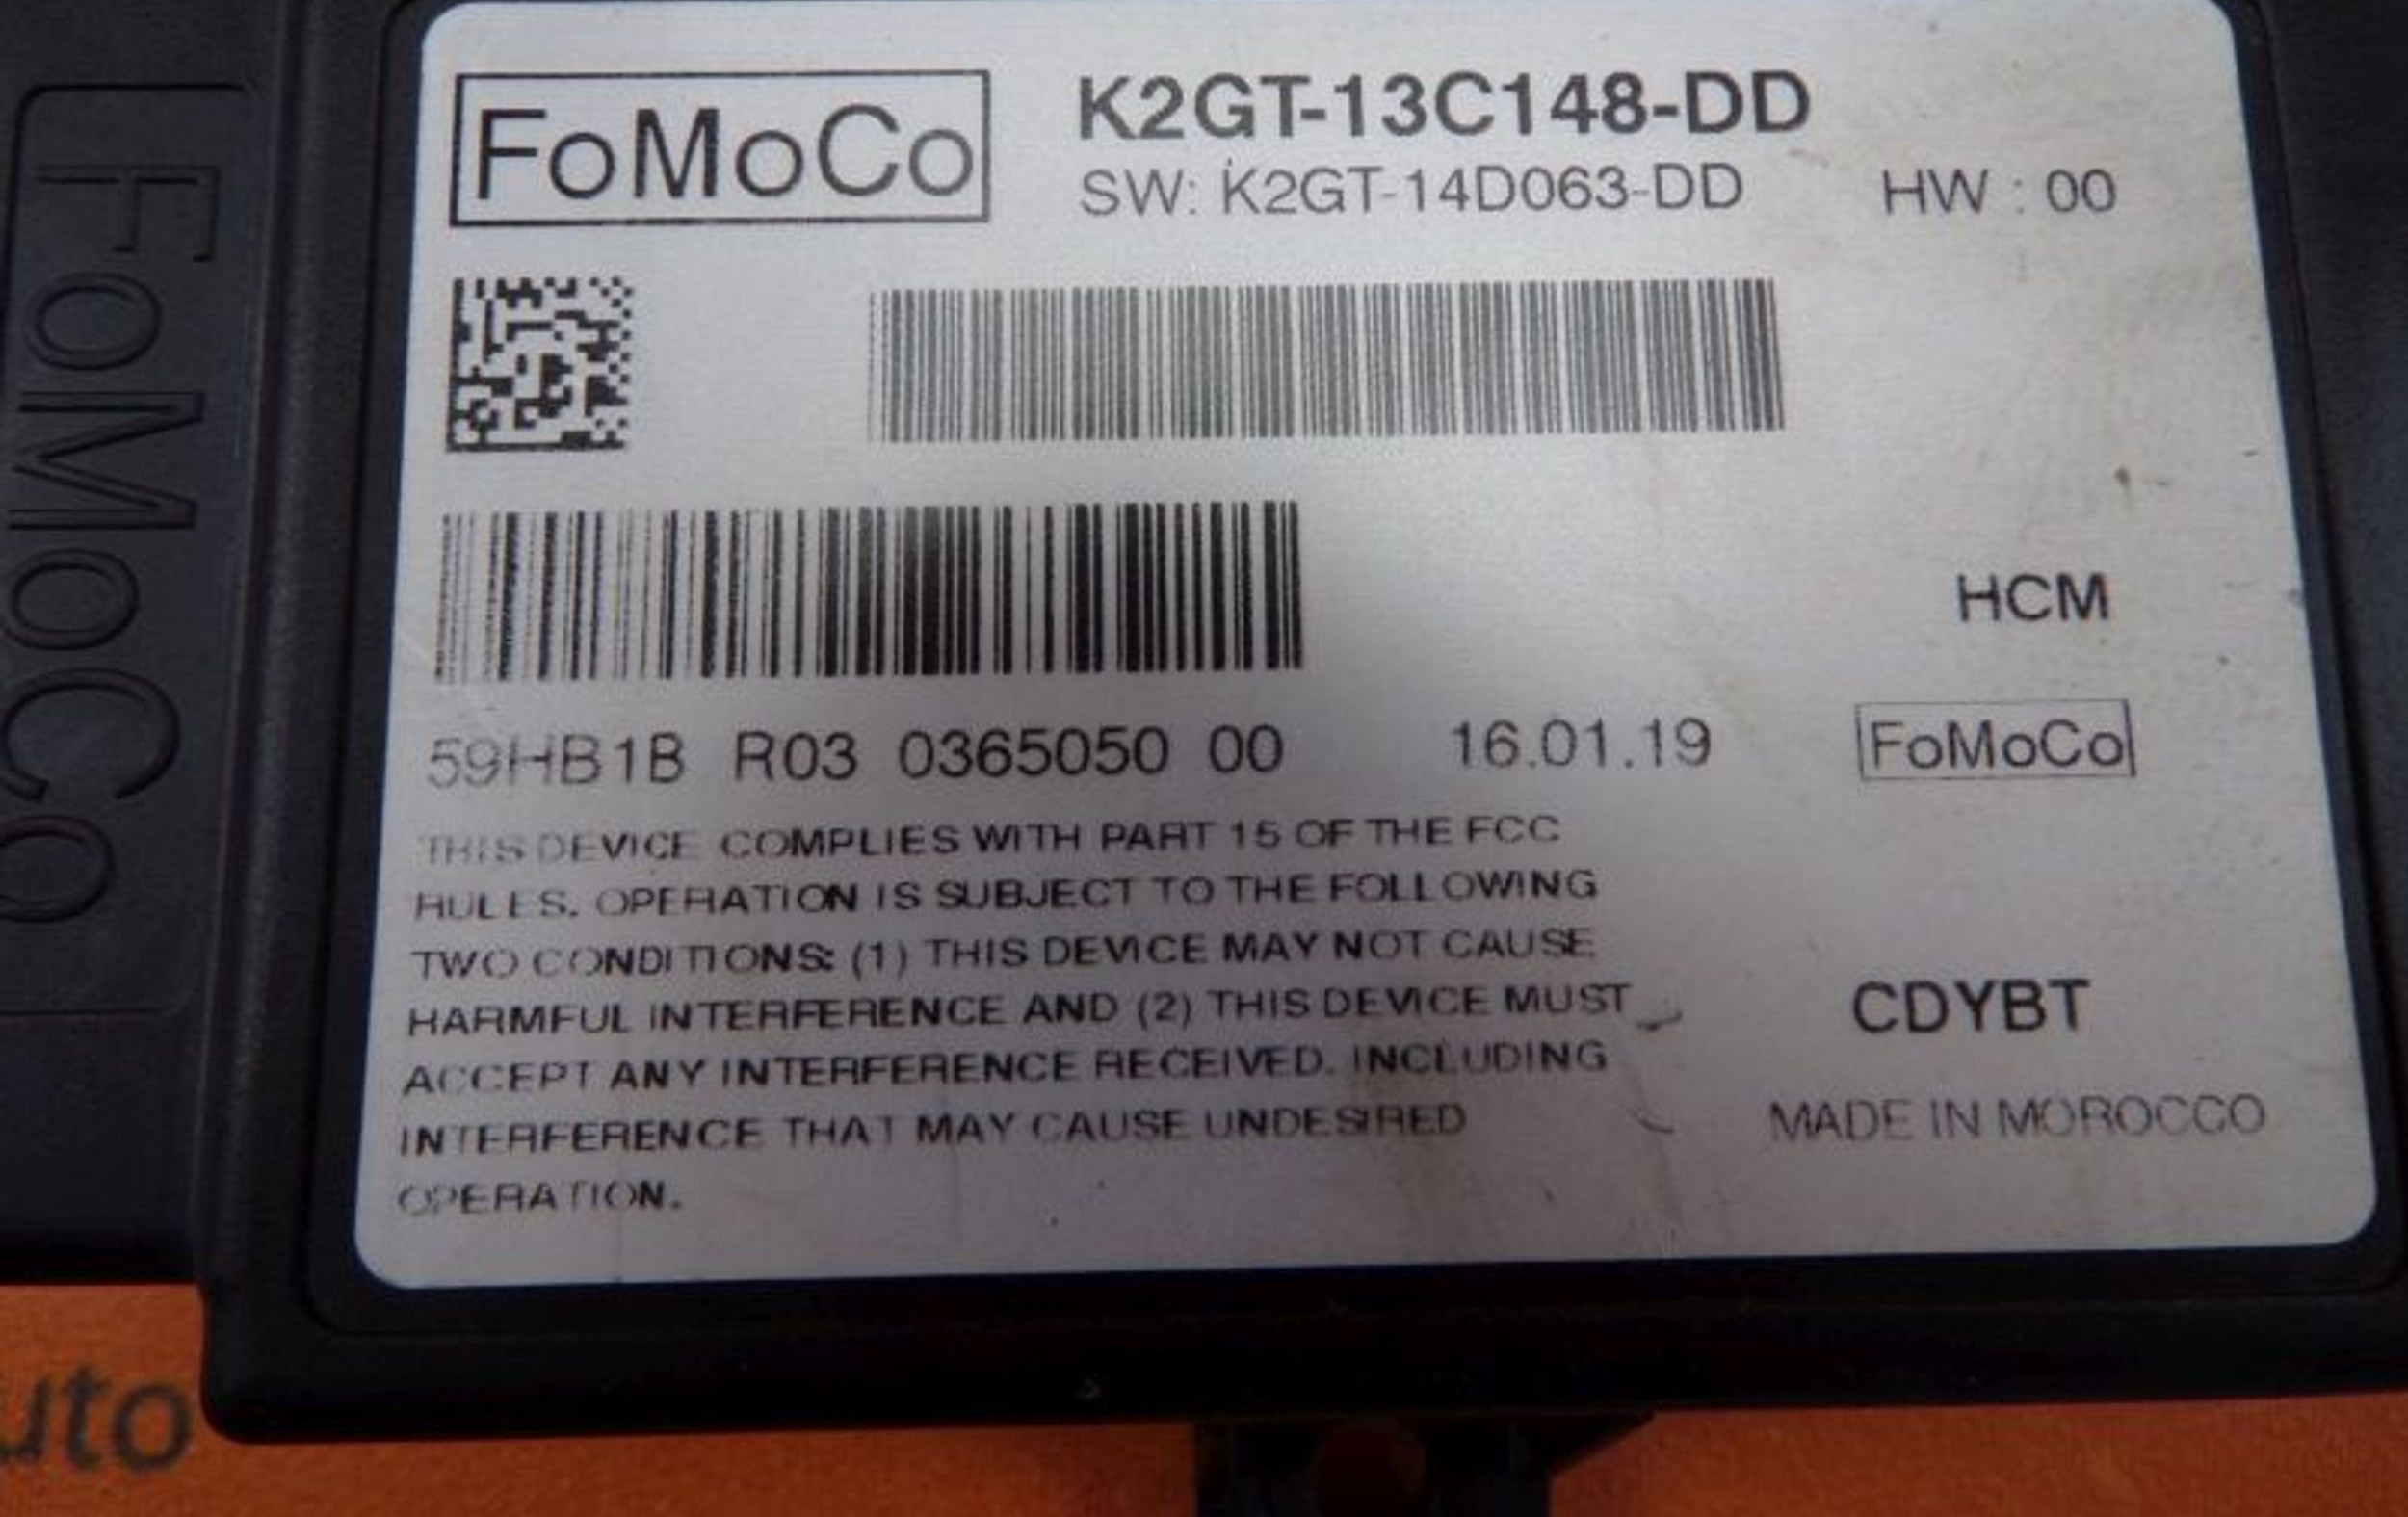 FoMoCo
K2GT-13C148-DD
SW: K2GT-14D063-DD HW : 00
HCM
59HB1B R03 0365050 00 16.01.19 FoMoCo
THIS DEVICE COMPLIES WITH PART 15 OF THE FCC
RULES. OPERATION IS SUBJECT TO THE FOLLOWING
TWO CONDITIONS: (1) THIS DEVICE MAY NOT CAUSE
HARMFUL INTERFERENCE AND (2) THIS DEVICE MUST
ACCEPT ANY INTERFERENCE RECEIVED. INCLUDING
INTERFERENCE THAT MAY CAUSE UNDESIRED
OPERATION.
CDYBT
MADE IN MOROCCO
FoMoCo
uto